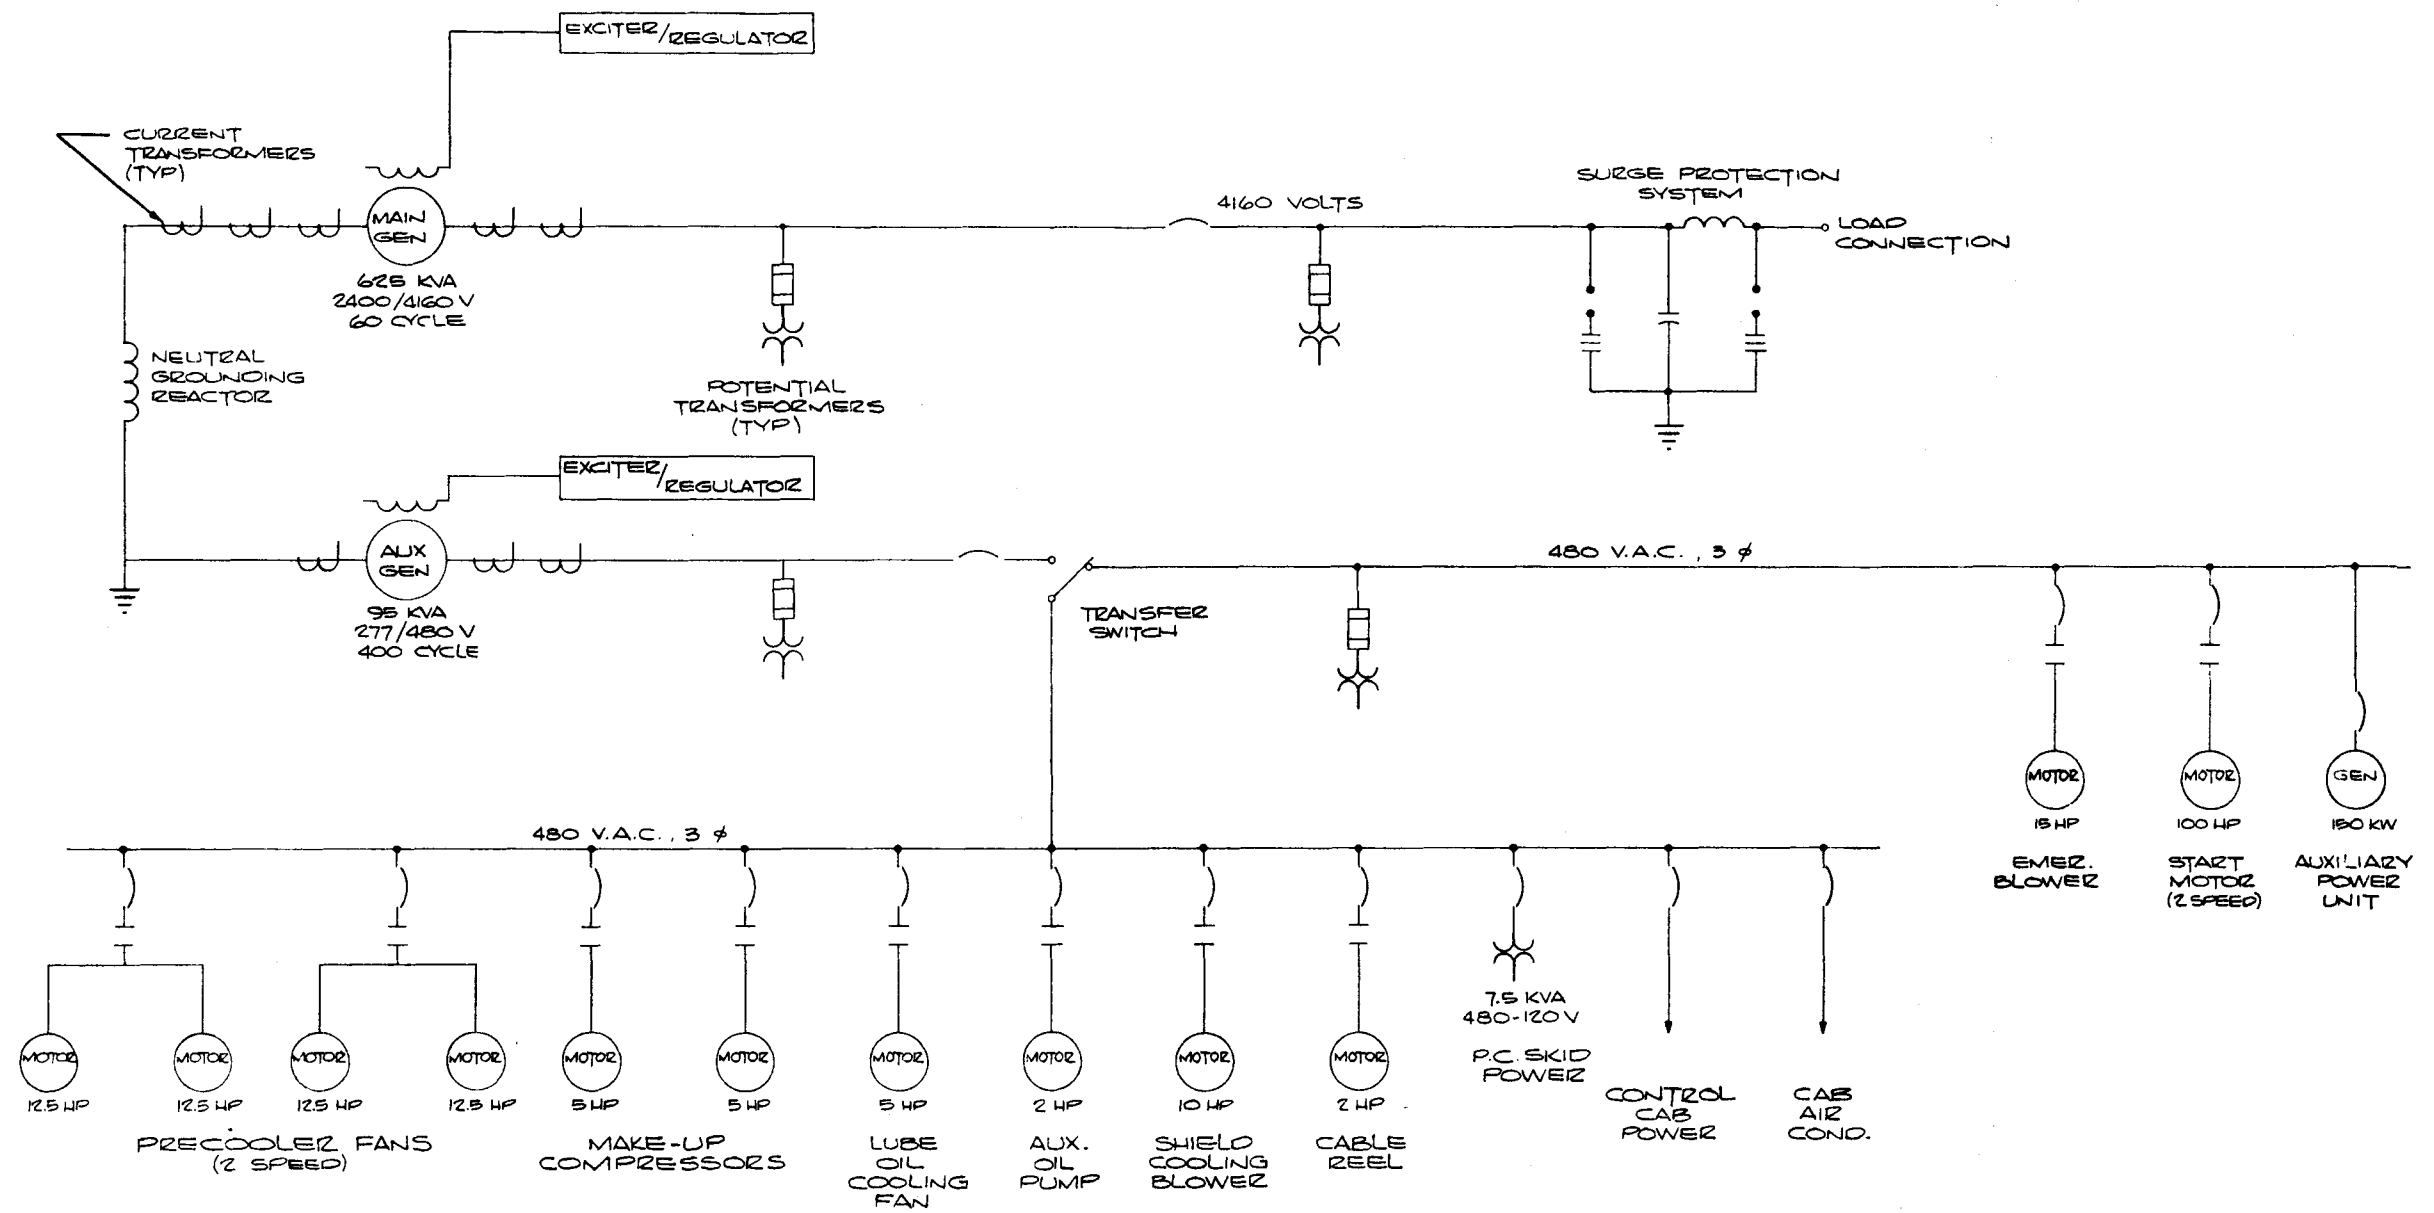 EXCITER/REGULATOR
CURRENT
TRANSFORMERS
(TYP)
MAIN
GEN
625 KVA
2400/4160 V
60 CYCLE
4160 VOLTS
SURGE PROTECTION
SYSTEM
LOAD
CONNECTION
NEUTRAL
GROUNDING
REACTOR
POTENTIAL
TRANSFORMERS
(TYP)
EXCITER/REGULATOR
AUX
GEN
95 KVA
277/480 V
400 CYCLE
TRANSFER
SWITCH
480 V.A.C., 3 ϕ
MOTOR
15 HP
EMER.
BLOWER
MOTOR
100 HP
START
MOTOR
(2 SPEED)
GEN
150 KW
AUXILIARY
POWER
UNIT
480 V.A.C., 3 ϕ
MOTOR
12.5 HP
MOTOR
12.5 HP
MOTOR
12.5 HP
MOTOR
12.5 HP
PRECOOLER FANS
(2 SPEED)
MOTOR
5 HP
MOTOR
5 HP
MAKE-UP
COMPRESSORS
MOTOR
5 HP
LUBE
OIL
COOLING
FAN
MOTOR
2 HP
AUX.
OIL
PUMP
MOTOR
10 HP
SHIELD
COOLING
BLOWER
MOTOR
2 HP
CABLE
REEL
7.5 KVA
480-120 V
P.C. SKID
POWER
CONTROL
CAB
POWER
CAB
AIR
COND.